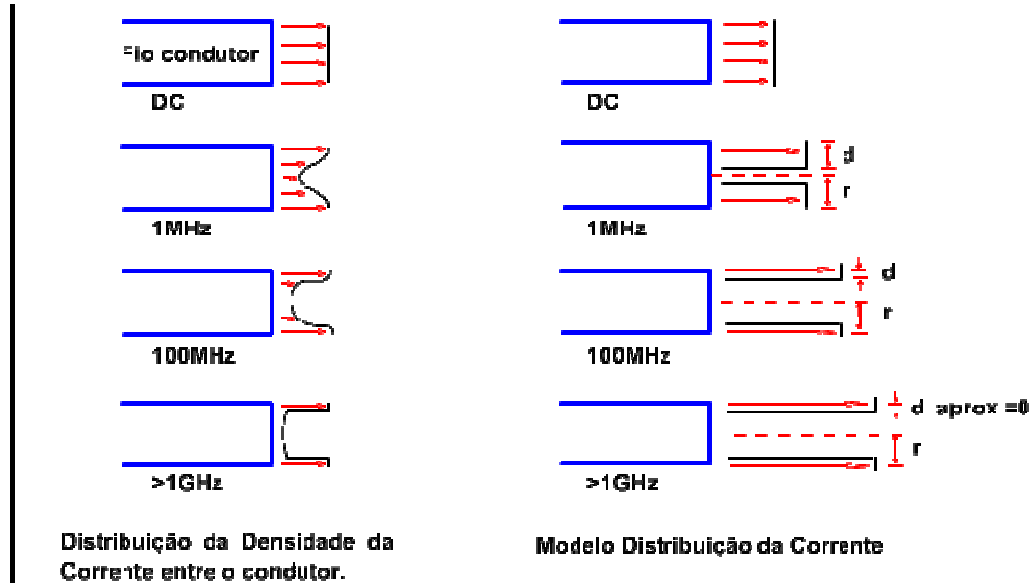 Fio condutor
DC
DC
1MHz
d
r
1MHz
100MHz
d
r
100MHz
>1GHz
d aprox =0
r
>1GHz
Distribuição da Densidade da
Corrente entre o condutor.
Modelo Distribuição da Corrente